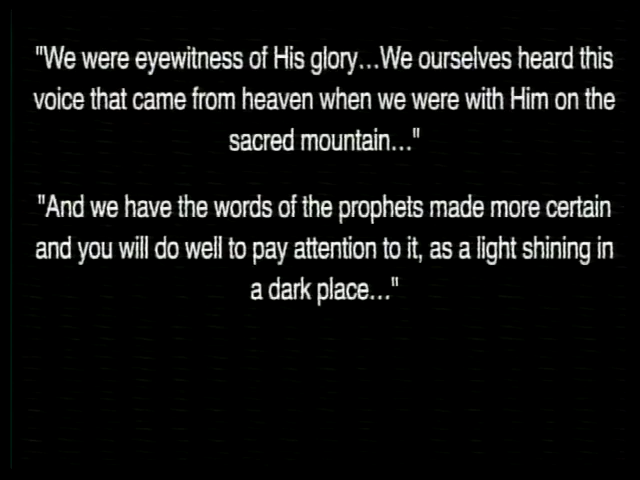 "We were eyewitness of His glory...We ourselves heard this
voice that came from heaven when we were with Him on the
sacred mountain..."
"And we have the words of the prophets made more certain
and you will do well to pay attention to it, as a light shining in
a dark place..."